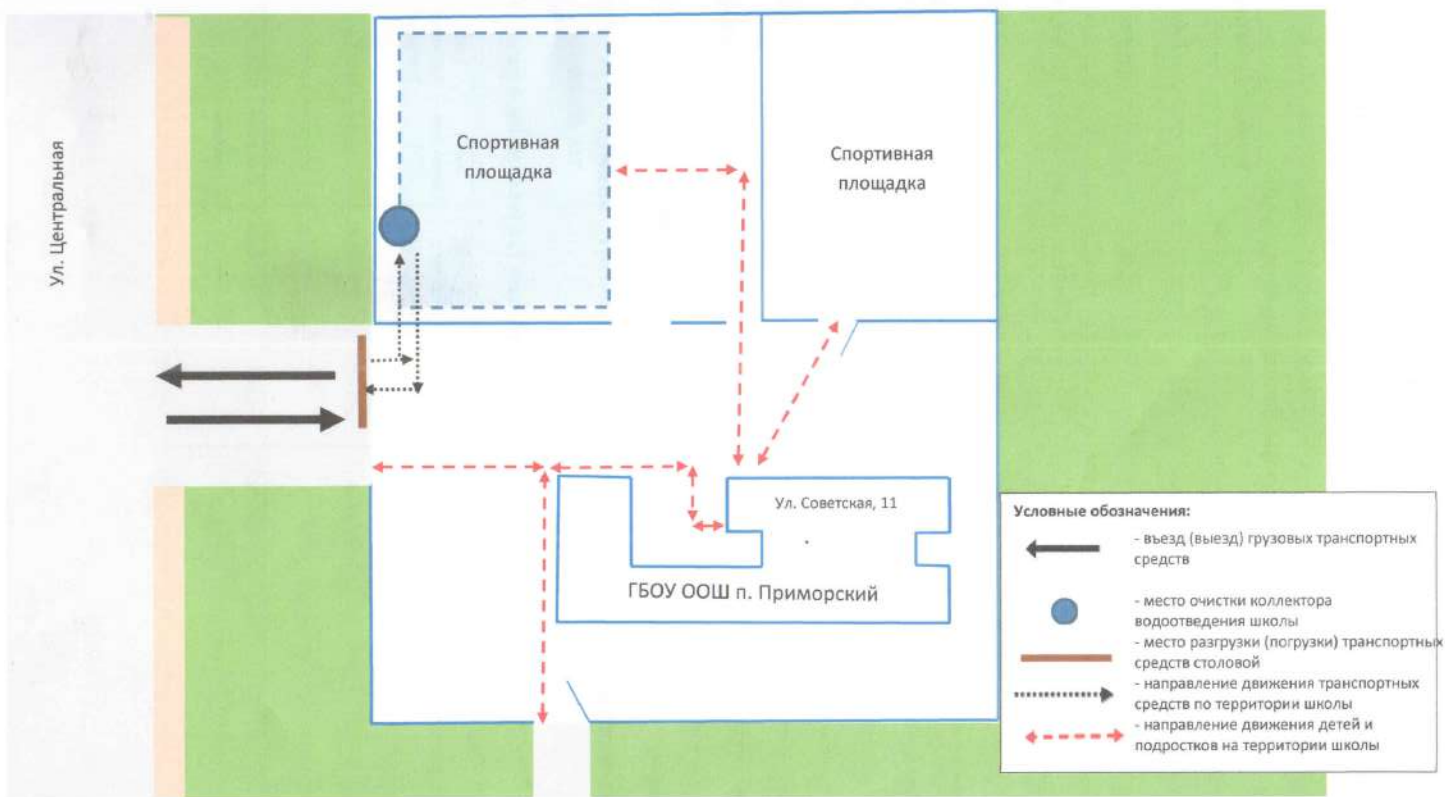 Ул. Центральная
Спортивная
площадка
Спортивная
площадка
Ул. Советская, 11
ГБОУ ООШ п. Приморский
Условные обозначения:
- въезд (выезд) грузовых транспортных
средств
- место очистки коллектора
водоотведения школы
- место разгрузки (погрузки) транспортных
средств столовой
- направление движения транспортных
средств по территории школы
- направление движения детей и
подростков на территории школы